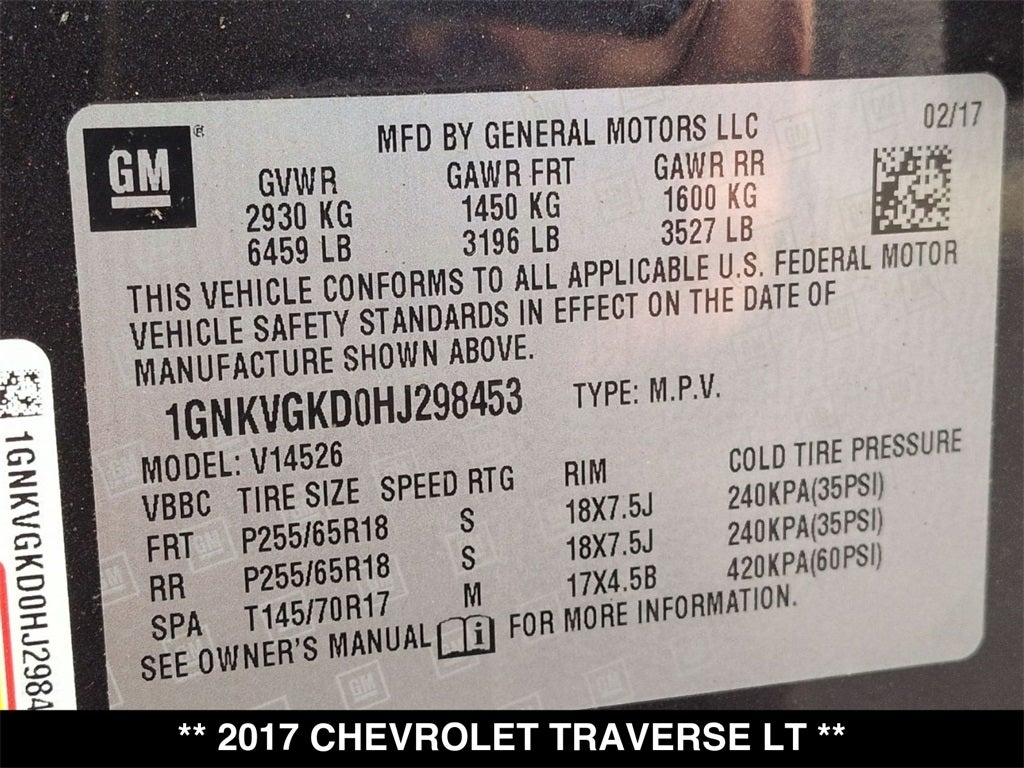 GM®
MFD BY GENERAL MOTORS LLC
02/17
GVWR GAWR FRT GAWR RR
2930 KG 1450 KG 1600 KG
6459 LB 3196 LB 3527 LB
THIS VEHICLE CONFORMS TO ALL APPLICABLE U.S. FEDERAL MOTOR
VEHICLE SAFETY STANDARDS IN EFFECT ON THE DATE OF
MANUFACTURE SHOWN ABOVE.
1GNKVGKD0HJ298453 TYPE: M.P.V.
MODEL: V14526
VBBC TIRE SIZE SPEED RTG RIM COLD TIRE PRESSURE
FRT P255/65R18 S 18X7.5J 240KPA(35PSI)
RR P255/65R18 S 18X7.5J 240KPA(35PSI)
SPA T145/70R17 M 17X4.5B 420KPA(60PSI)
SEE OWNER'S MANUAL i FOR MORE INFORMATION.
1GNKVGKD0HJ2984
** 2017 CHEVROLET TRAVERSE LT **